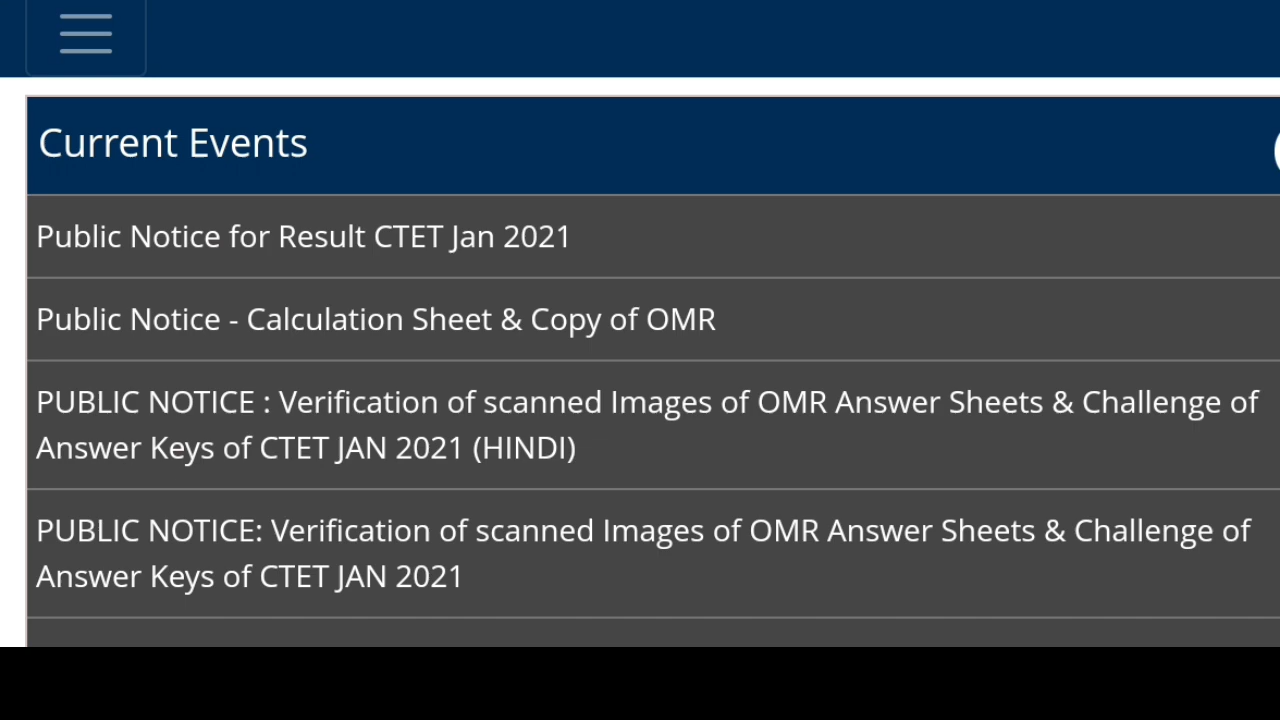 Current Events
Public Notice for Result CTET Jan 2021
Public Notice - Calculation Sheet & Copy of OMR
PUBLIC NOTICE : Verification of scanned Images of OMR Answer Sheets & Challenge of
Answer Keys of CTET JAN 2021 (HINDI)
PUBLIC NOTICE: Verification of scanned Images of OMR Answer Sheets & Challenge of
Answer Keys of CTET JAN 2021